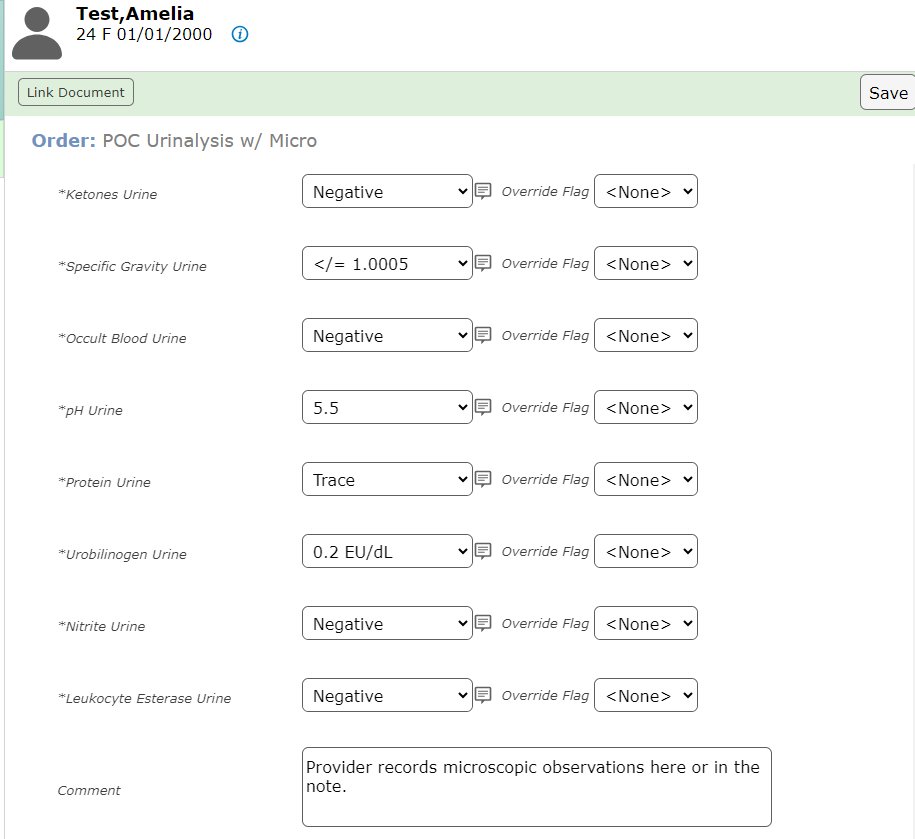 Test,Amelia
24 F 01/01/2000 i
Link Document Save
Order: POC Urinalysis w/ Micro
*Ketones Urine Negative Override Flag <None>
*Specific Gravity Urine </= 1.0005 Override Flag <None>
*Occult Blood Urine Negative Override Flag <None>
*pH Urine 5.5 Override Flag <None>
*Protein Urine Trace Override Flag <None>
*Urobilinogen Urine 0.2 EU/dL Override Flag <None>
*Nitrite Urine Negative Override Flag <None>
*Leukocyte Esterase Urine Negative Override Flag <None>
Comment Provider records microscopic observations here or in the
note.